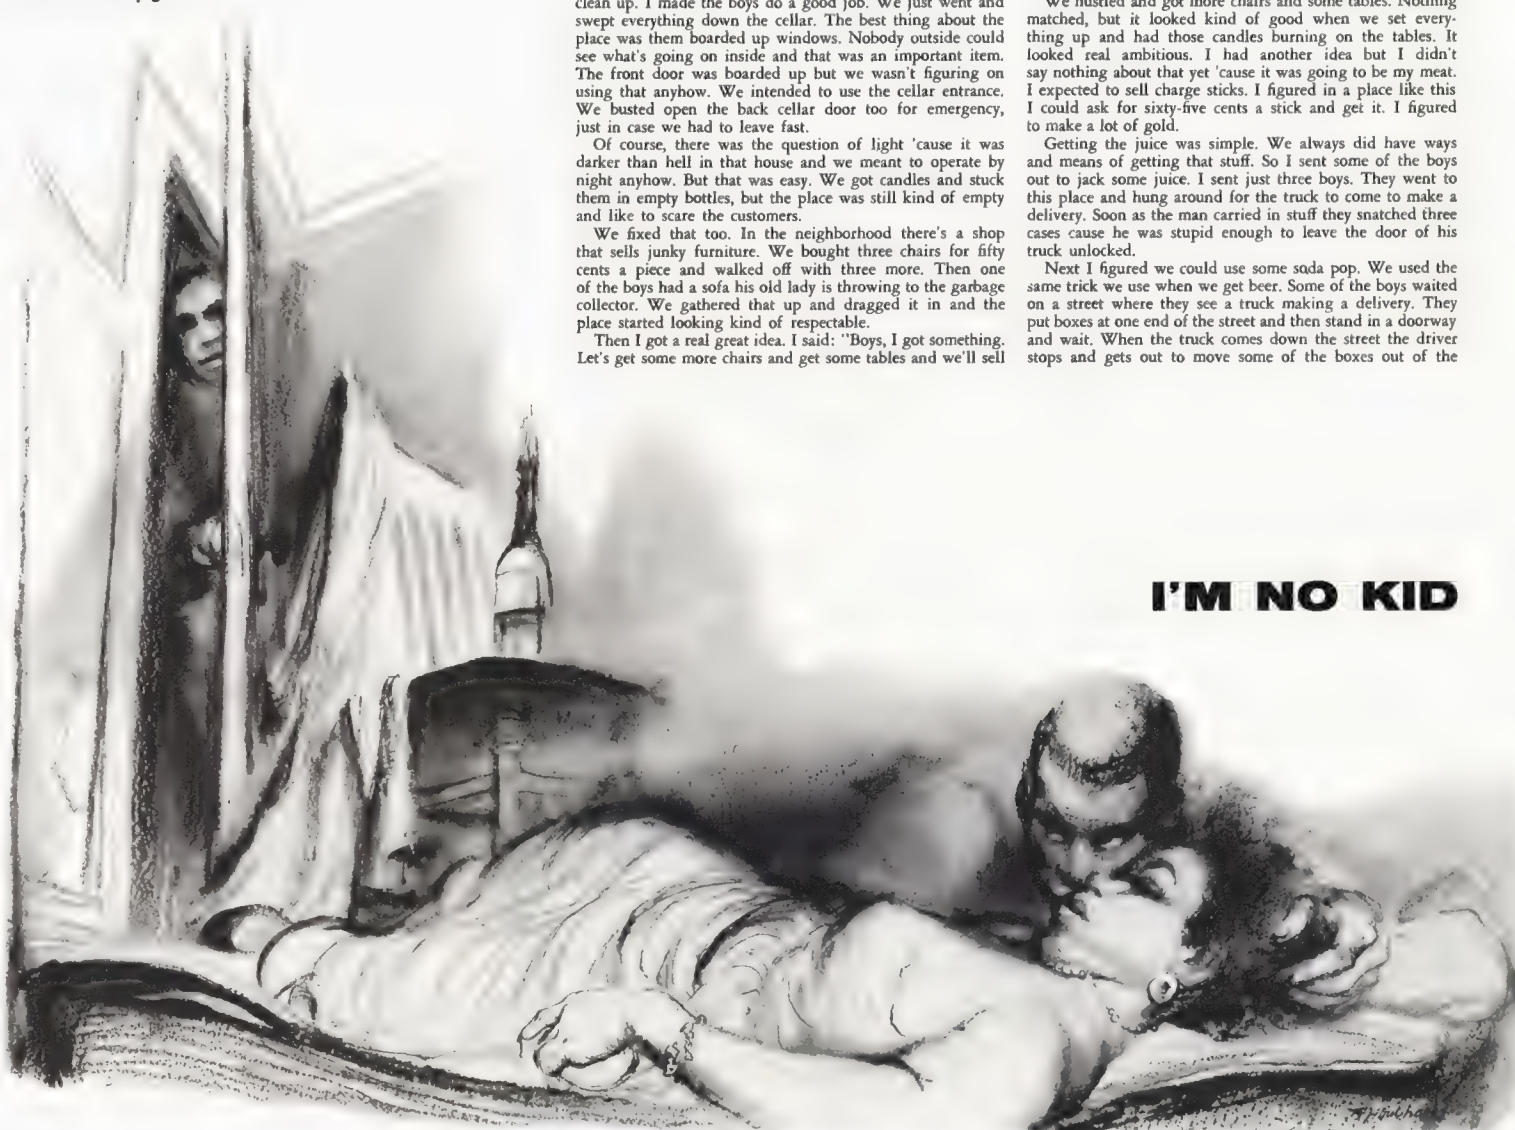 clean up. I made the boys do a good job. We just went and
swept everything down the cellar. The best thing about the
place was them boarded up windows. Nobody outside could
see what's going on inside and that was an important item.
The front door was boarded up but we wasn't figuring on
using that anyhow. We intended to use the cellar entrance.
We busted open the back cellar door too for emergency,
just in case we had to leave fast.
Of course, there was the question of light 'cause it was
darker than hell in that house and we meant to operate by
night anyhow. But that was easy. We got candles and stuck
them in empty bottles, but the place was still kind of empty
and like to scare the customers.
We fixed that too. In the neighborhood there's a shop
that sells junky furniture. We bought three chairs for fifty
cents a piece and walked off with three more. Then one
of the boys had a sofa his old lady is throwing to the garbage
collector. We gathered that up and dragged it in and the
place started looking kind of respectable.
Then I got a real great idea. I said: "Boys, I got something.
Let's get some more chairs and get some tables and we'll sell
We hustled and got more chairs and some tables. Nothing
matched, but it looked kind of good when we set every-
thing up and had those candles burning on the tables. It
looked real ambitious. I had another idea but I didn't
say nothing about that yet 'cause it was going to be my meat.
I expected to sell charge sticks. I figured in a place like this
I could ask for sixty-five cents a stick and get it. I figured
to make a lot of gold.
Getting the juice was simple. We always did have ways
and means of getting that stuff. So I sent some of the boys
out to jack some juice. I sent just three boys. They went to
this place and hung around for the truck to come to make a
delivery. Soon as the man carried in stuff they snatched three
cases cause he was stupid enough to leave the door of his
truck unlocked.
Next I figured we could use some soda pop. We used the
same trick we use when we get beer. Some of the boys waited
on a street where they see a truck making a delivery. They
put boxes at one end of the street and then stand in a doorway
and wait. When the truck comes down the street the driver
stops and gets out to move some of the boxes out of the
I'M NO KID